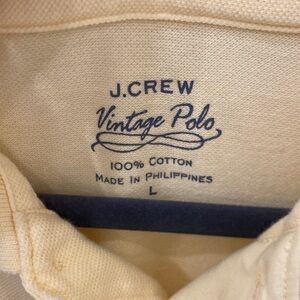 J.CREW
Vintage Polo
100% COTTON
MADE IN PHILIPPINES
L